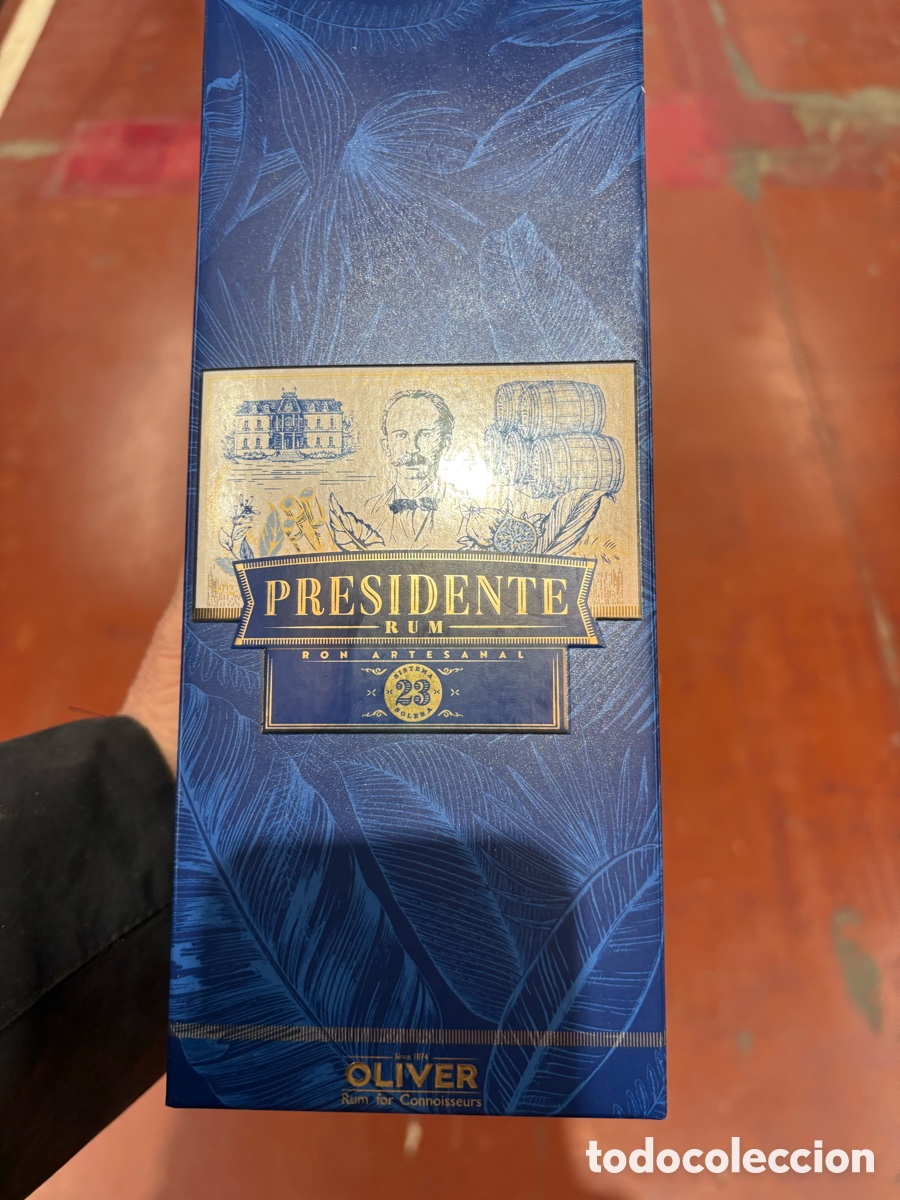 PRESIDENTE
RUM
RON ARTESANAL
SISTEMA
23
SOLERA
Since 1874
OLIVER
Rum for Connoisseurs
todocoleccion